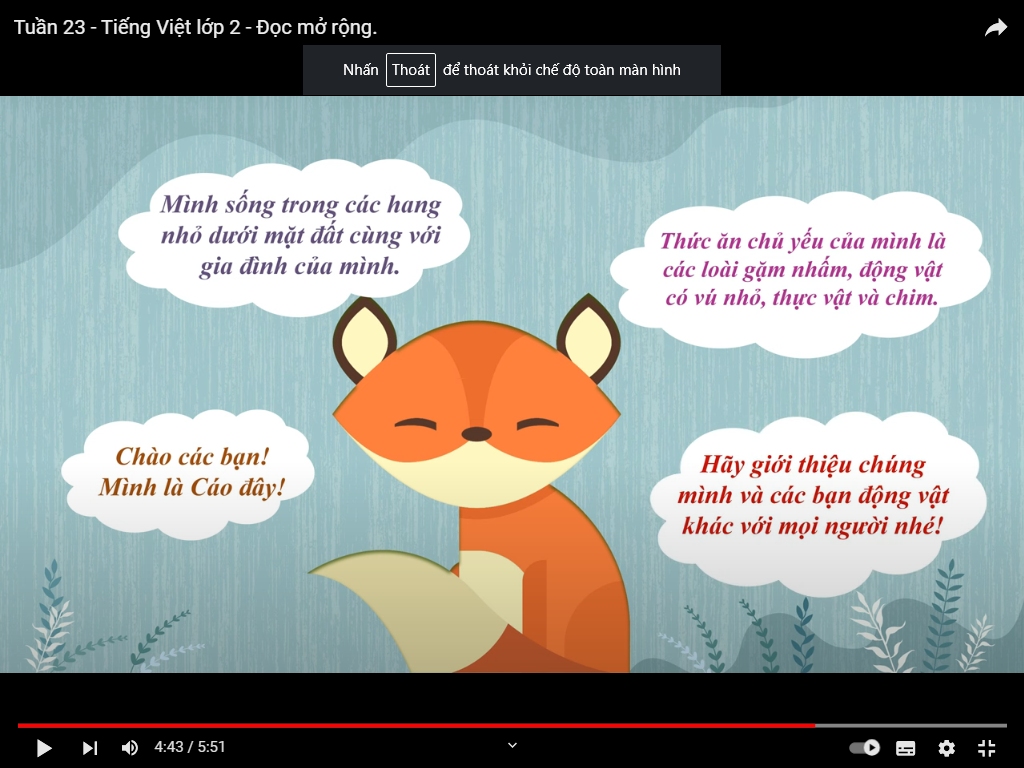 Tuần 23 - Tiếng Việt lớp 2 - Đọc mở rộng.
Nhấn Thoát để thoát khỏi chế độ toàn màn hình
Mình sống trong các hang
nhỏ dưới mặt đất cùng với
gia đình của mình.
Thức ăn chủ yếu của mình là
các loài gặm nhấm, động vật
có vú nhỏ, thực vật và chim.
Chào các bạn!
Mình là Cáo đây!
Hãy giới thiệu chúng
mình và các bạn động vật
khác với mọi người nhé!
4:43 / 5:51